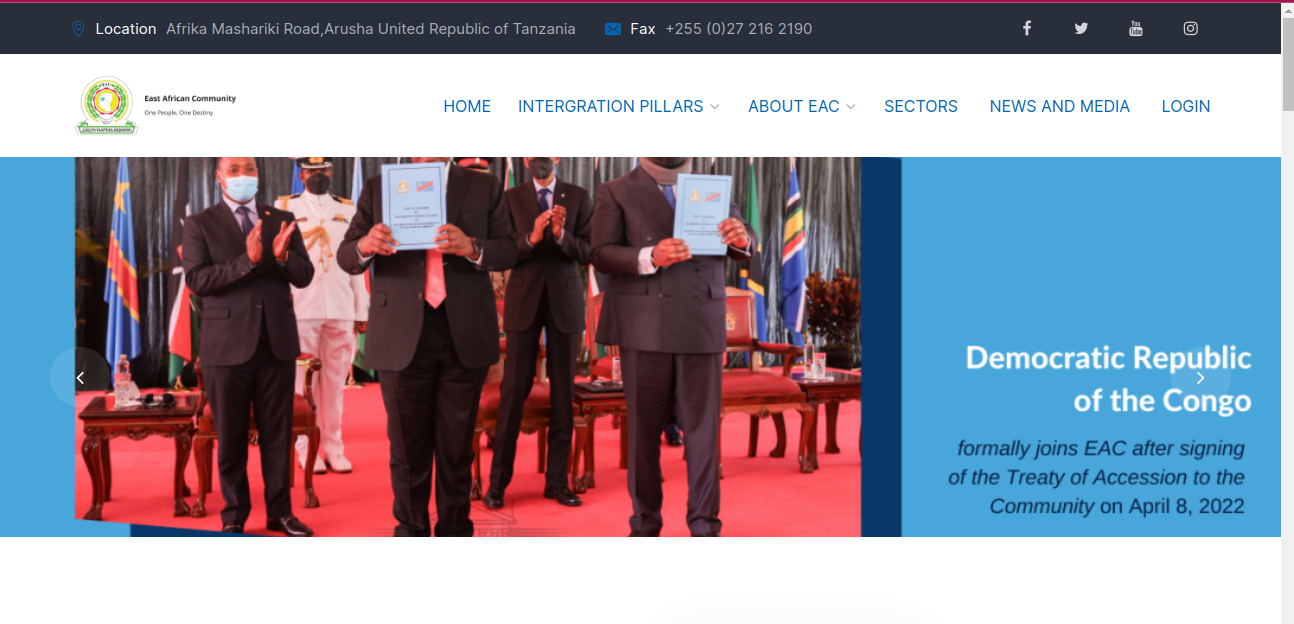 Location Afrika Mashariki Road,Arusha United Republic of Tanzania Fax +255 (0)27 216 2190
East African Community
One People, One Destiny
HOME INTERGRATION PILLARS ABOUT EAC SECTORS NEWS AND MEDIA LOGIN
Democratic Republic
of the Congo
formally joins EAC after signing
of the Treaty of Accession to the
Community on April 8, 2022